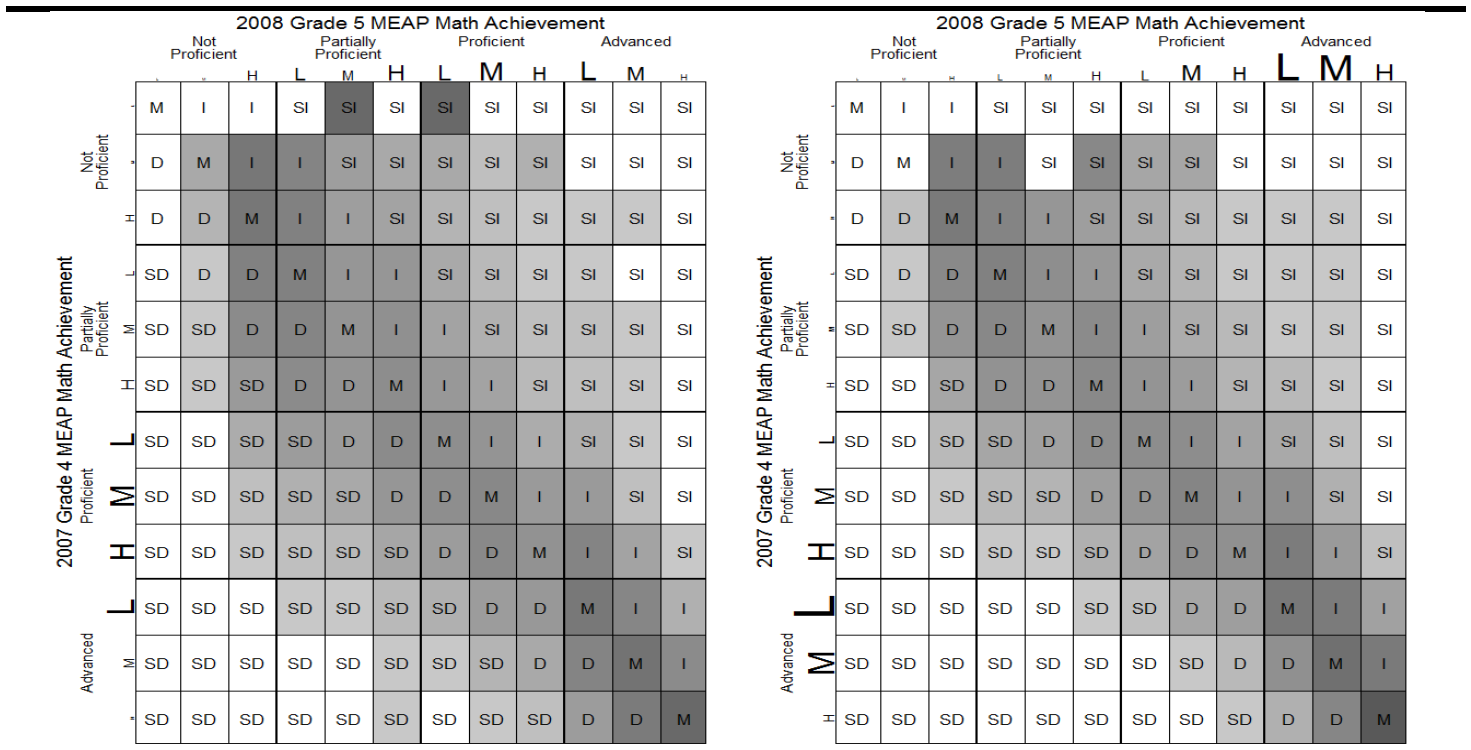 2008 Grade 5 MEAP Math Achievement
Not Proficient
Partially Proficient
Proficient
Advanced
H L M H L M H L M H
2007 Grade 4 MEAP Math Achievement
Not Proficient
Partially Proficient
Proficient
Advanced
M I I SI SI SI SI SI SI SI SI SI
D M I I SI SI SI SI SI SI SI SI
H D D M I I SI SI SI SI SI SI SI
L SD D D M I I SI SI SI SI SI SI
M SD SD D D M I I SI SI SI SI SI
H SD SD SD D D M I I SI SI SI SI
L SD SD SD SD D D M I I SI SI SI
M SD SD SD SD SD D D M I I SI SI
H SD SD SD SD SD SD D D M I I SI
L SD SD SD SD SD SD SD D D M I I
M SD SD SD SD SD SD SD SD D D M I
SD SD SD SD SD SD SD SD SD D D M
2008 Grade 5 MEAP Math Achievement
Not Proficient
Partially Proficient
Proficient
Advanced
L M H L M H L M H
2007 Grade 4 MEAP Math Achievement
Not Proficient
Partially Proficient
Proficient
Advanced
M I I SI SI SI SI SI SI SI SI SI
D M I I SI SI SI SI SI SI SI SI
D D M I I SI SI SI SI SI SI SI
L SD D D M I I SI SI SI SI SI SI
M SD SD D D M I I SI SI SI SI SI
H SD SD SD D D M I I SI SI SI SI
L SD SD SD SD D D M I I SI SI SI
M SD SD SD SD SD D D M I I SI SI
H SD SD SD SD SD SD D D M I I SI
L SD SD SD SD SD SD SD D D M I I
M SD SD SD SD SD SD SD SD D D M I
H SD SD SD SD SD SD SD SD SD D D M